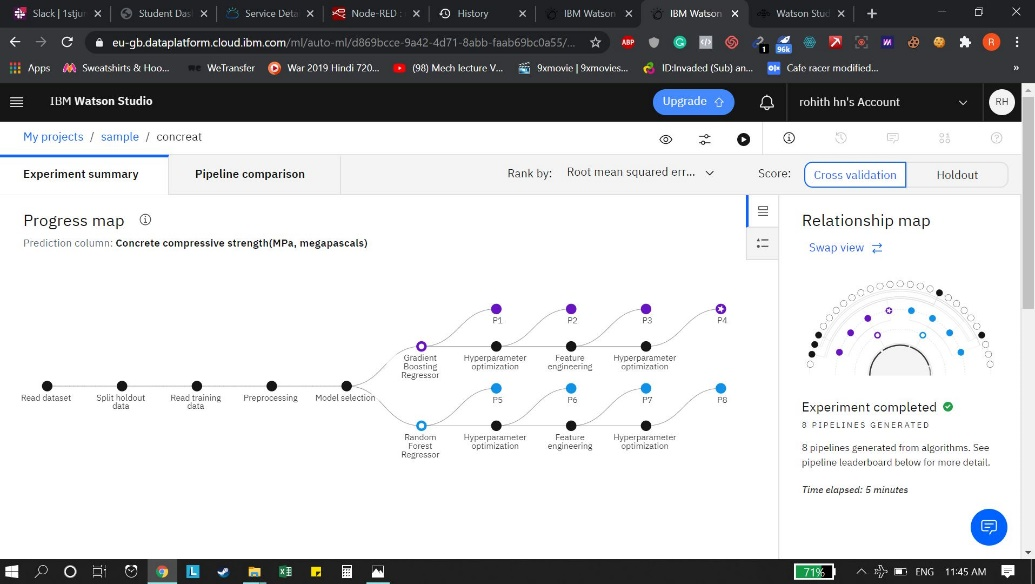 Slack | 1stjur
Student Das
Service Deta
Node-RED :
History
IBM Watson
IBM Watson
Watson Stud
eu-gb.dataplatform.cloud.ibm.com/ml/auto-ml/d869bcce-9a42-4d71-8abb-faab69bc0a55/...
ABP
1
96k
R
Apps
Sweatshirts & Hoo...
WeTransfer
War 2019 Hindi 720...
(98) Mech lecture V...
9xmovie | 9xmovies...
ID:Invaded (Sub) an...
Cafe racer modified...
»
IBM Watson Studio
Upgrade
rohith hn's Account
RH
My projects / sample / concreat
Experiment summary
Pipeline comparison
Rank by:
Root mean squared err...
Score:
Cross validation
Holdout
Progress map
Prediction column: Concrete compressive strength(MPa, megapascals)
Relationship map
Swap view
P1
P2
P3
P4
Gradient
Boosting
Regressor
Hyperparameter
optimization
Feature
engineering
Hyperparameter
optimization
Read dataset
Split holdout
data
Read training
data
Preprocessing
Model selection
P5
P6
P7
P8
Random
Forest
Regressor
Hyperparameter
optimization
Feature
engineering
Hyperparameter
optimization
Experiment completed
8 PIPELINES GENERATED
8 pipelines generated from algorithms. See
pipeline leaderboard below for more detail.
Time elapsed: 5 minutes
71%
ENG
11:45 AM